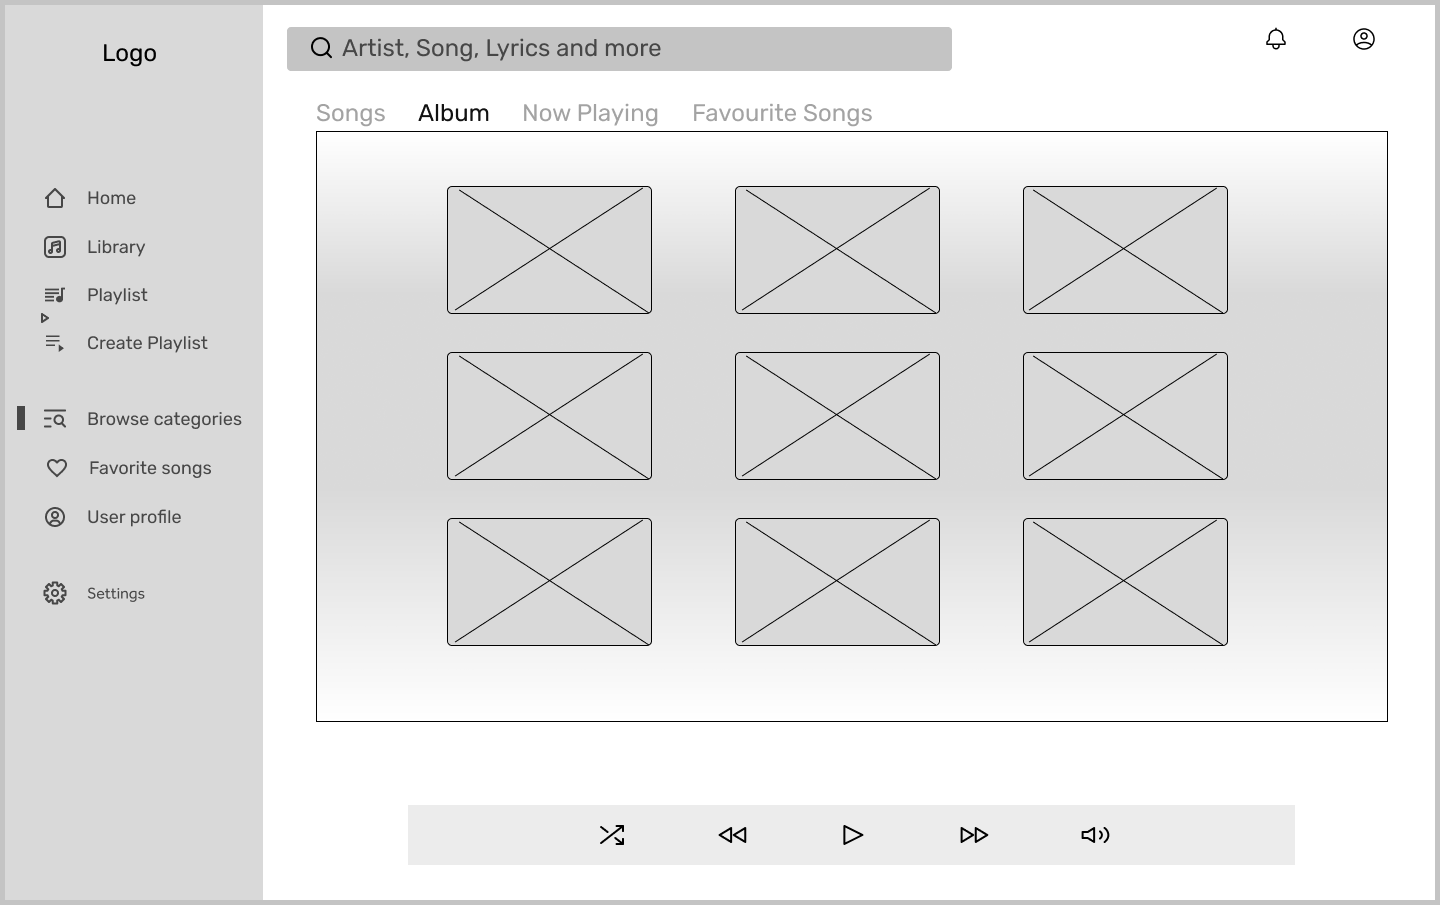 Logo
Artist, Song, Lyrics and more
Songs Album Now Playing Favourite Songs
Home
Library
Playlist
Create Playlist
Browse categories
Favorite songs
User profile
Settings